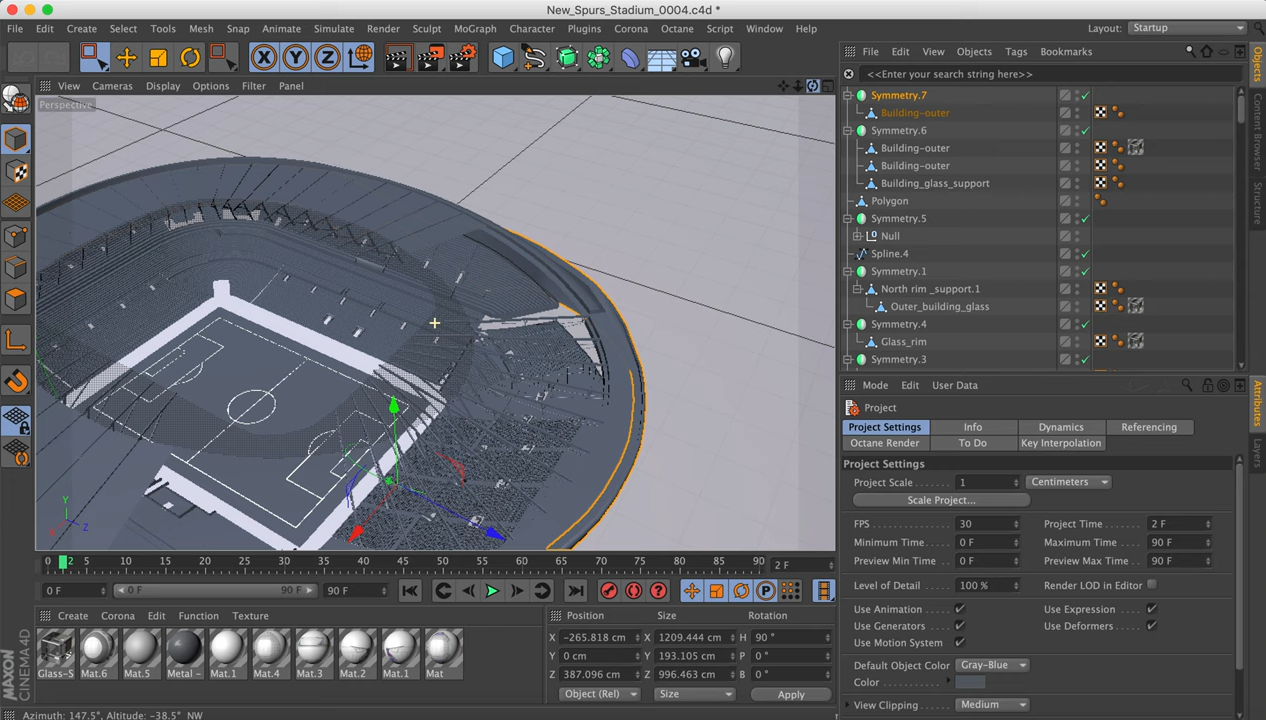 New_Spurs_Stadium_0004.c4d *
File Edit Create Select Tools Mesh Snap Animate Simulate Render Sculpt MoGraph Character Plugins Corona Octane Script Window Help
Layout: Startup
X Y Z
File Edit View Objects Tags Bookmarks
<<Enter your search string here>>
View Cameras Display Options Filter Panel
Perspective
Symmetry.7
Building-outer
Symmetry.6
Building-outer
Building-outer
Building_glass_support
Polygon
Symmetry.5
Null
Spline.4
Symmetry.1
North rim _support.1
Outer_building_glass
Symmetry.4
Glass_rim
Symmetry.3
Objects
Content Browser
Structure
Mode Edit User Data
Project
Project Settings Info Dynamics Referencing
Octane Render To Do Key Interpolation
Project Settings
Project Scale 1 Centimeters
Scale Project...
FPS 30 Project Time 2 F
Minimum Time 0 F Maximum Time 90 F
Preview Min Time 0 F Preview Max Time 90 F
Level of Detail 100 % Render LOD in Editor
Use Animation Use Expression
Use Generators Use Deformers
Use Motion System
Default Object Color Gray-Blue
Color
View Clipping Medium
Attributes
Layers
Y
X Z
0 2 5 10 15 20 25 30 35 40 45 50 55 60 65 70 75 80 85 90 2 F
0 F 0 F 90 F 90 F
P
Create Corona Edit Function Texture
Glass-S Mat.6 Mat.5 Metal - Mat.1 Mat.4 Mat.3 Mat.2 Mat.1 Mat
Position Size Rotation
X -265.818 cm X 1209.444 cm H 90 °
Y 0 cm Y 193.105 cm P 0 °
Z 387.096 cm Z 996.463 cm B 0 °
Object (Rel) Size Apply
MAXON
CINEMA 4D
Azimuth: 147.5°, Altitude: -38.5° NW